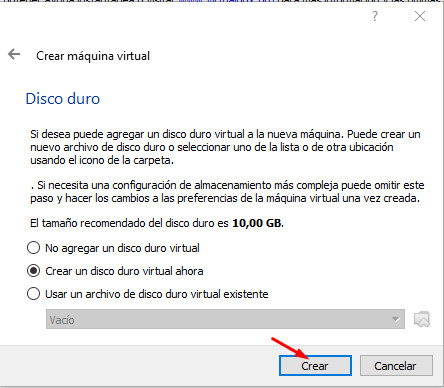 ?
Crear máquina virtual
Disco duro
Si desea puede agregar un disco duro virtual a la nueva máquina. Puede crear un
nuevo archivo de disco duro o seleccionar uno de la lista o de otra ubicación
usando el icono de la carpeta.
. Si necesita una configuración de almacenamiento más compleja puede omitir este
paso y hacer los cambios a las preferencias de la máquina virtual una vez creada.
El tamaño recomendado del disco duro es 10,00 GB.
No agregar un disco duro virtual
Crear un disco duro virtual ahora
Usar un archivo de disco duro virtual existente
Vacío
Crear
Cancelar